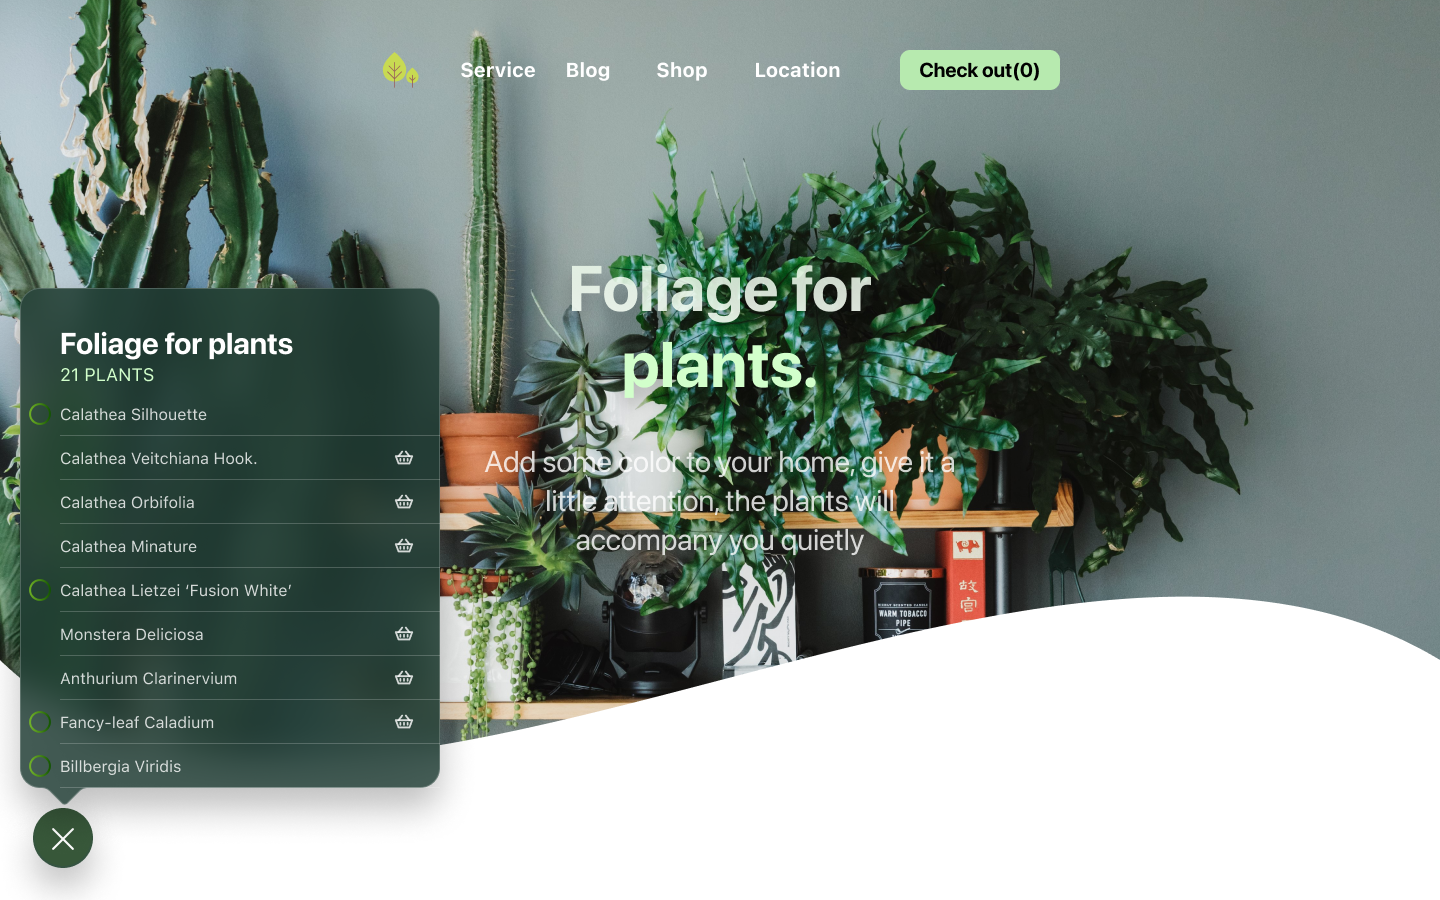 Service Blog Shop Location Check out(0)
Foliage for
plants.
Add some color to your home, give it a
little attention, the plants will
accompany you quietly
Foliage for plants
21 PLANTS
Calathea Silhouette
Calathea Veitchiana Hook.
Calathea Orbifolia
Calathea Minature
Calathea Lietzei ‘Fusion White’
Monstera Deliciosa
Anthurium Clarinervium
Fancy-leaf Caladium
Billbergia Viridis
WARM TOBACCO
PIPE
故
宫